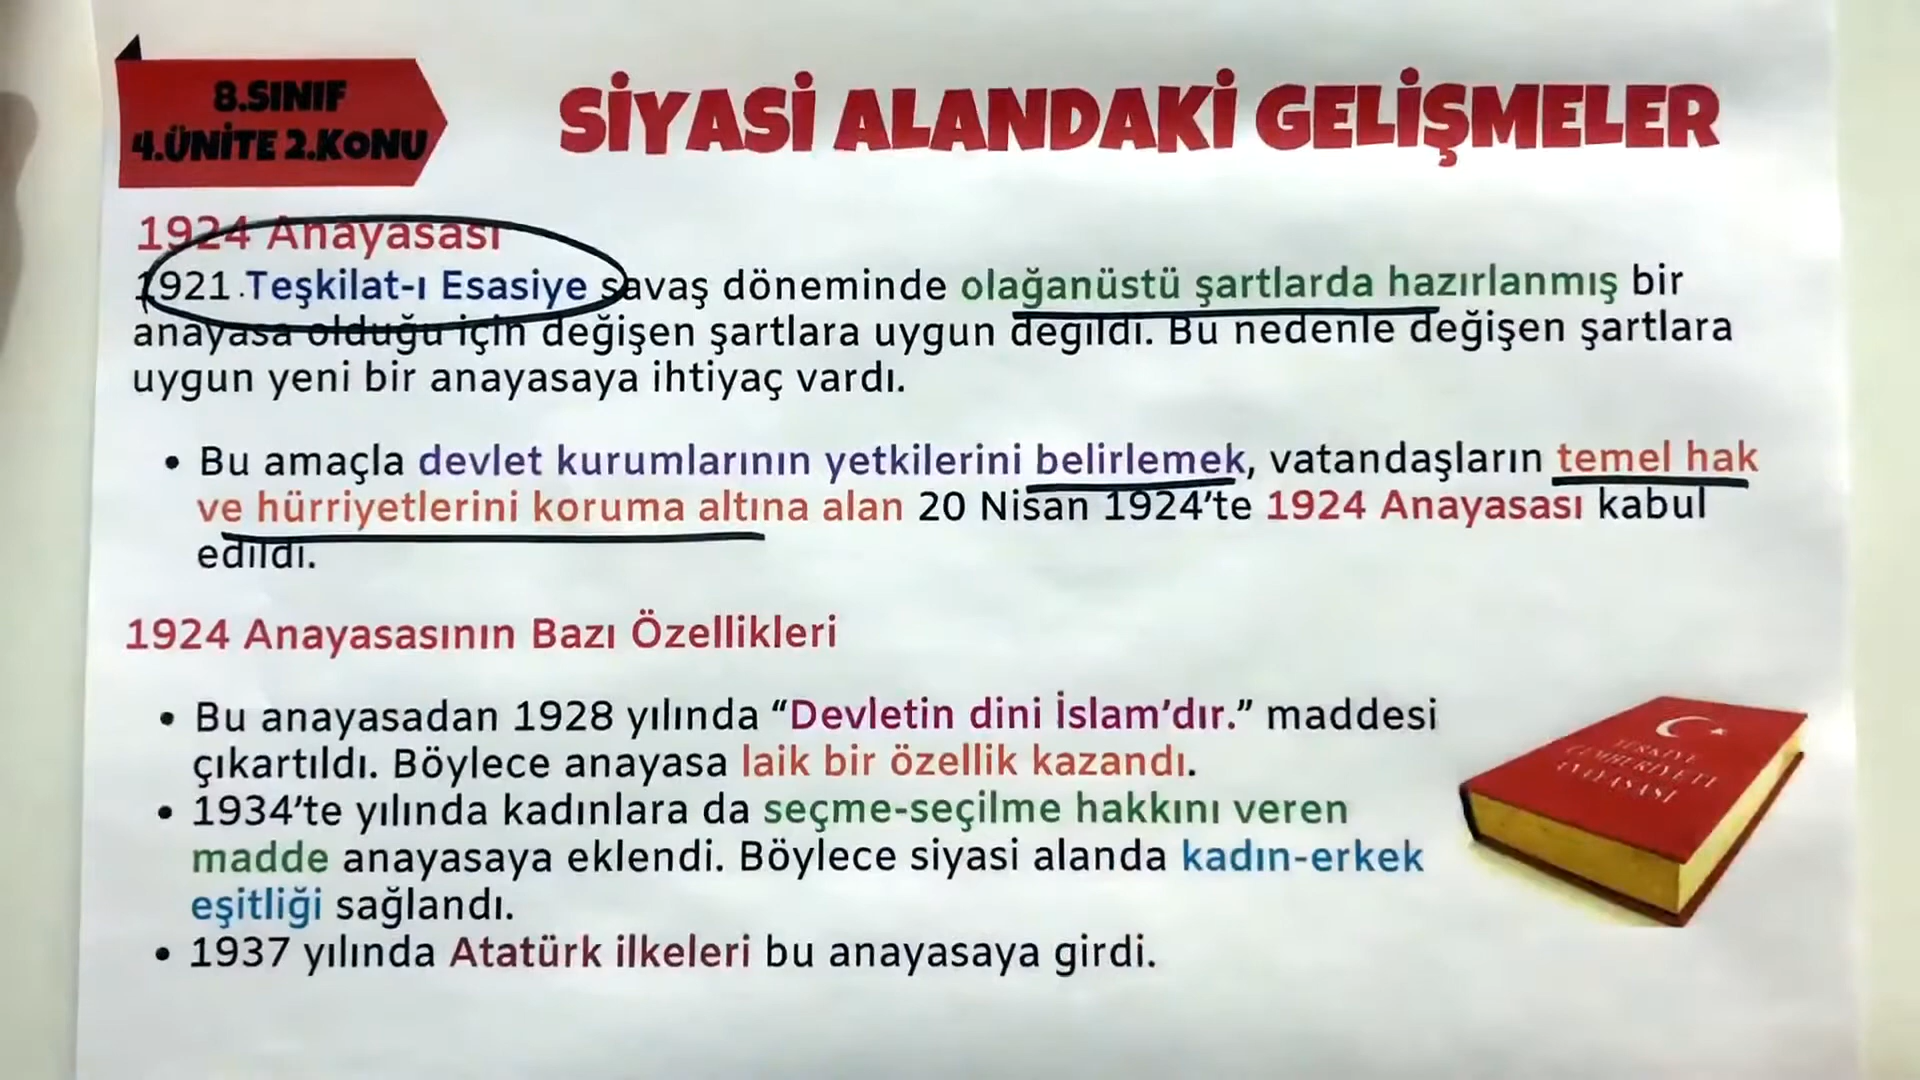 8.SINIF
4.ÜNİTE 2.KONU
SİYASİ ALANDAKİ GELİŞMELER
1924 Anayasası
1921.Teşkilat-ı Esasiye savaş döneminde olağanüstü şartlarda hazırlanmış bir
anayasa olduğu için değişen şartlara uygun değildi. Bu nedenle değişen şartlara
uygun yeni bir anayasaya ihtiyaç vardı.
• Bu amaçla devlet kurumlarının yetkilerini belirlemek, vatandaşların temel hak
ve hürriyetlerini koruma altına alan 20 Nisan 1924’te 1924 Anayasası kabul
edildi.
1924 Anayasasının Bazı Özellikleri
• Bu anayasadan 1928 yılında “Devletin dini İslam’dır.” maddesi
çıkartıldı. Böylece anayasa laik bir özellik kazandı.
• 1934’te yılında kadınlara da seçme-seçilme hakkını veren
madde anayasaya eklendi. Böylece siyasi alanda kadın-erkek
eşitliği sağlandı.
• 1937 yılında Atatürk ilkeleri bu anayasaya girdi.
TÜRKİYE
CUMHURİYETİ
ANAYASASI